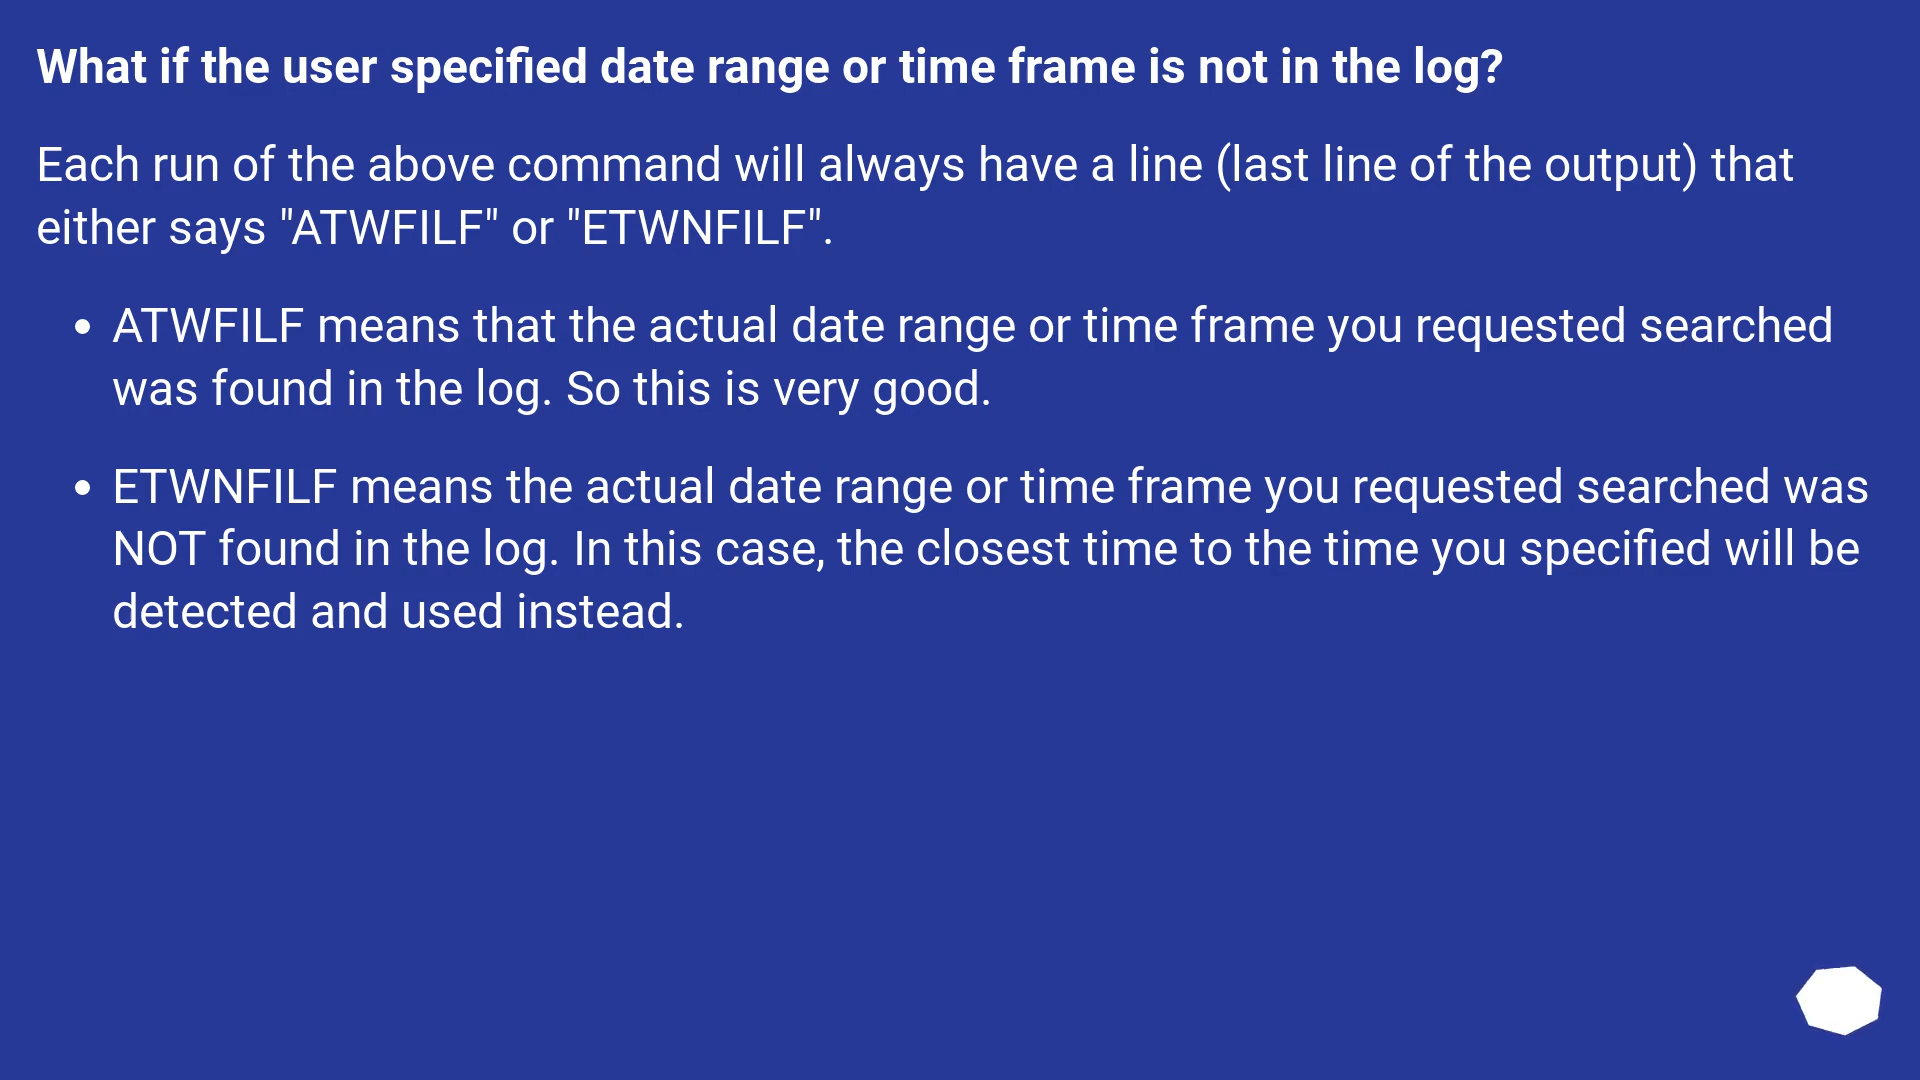 What if the user specified date range or time frame is not in the log?
Each run of the above command will always have a line (last line of the output) that
either says "ATWFILF" or "ETWNFILF".
• ATWFILF means that the actual date range or time frame you requested searched
was found in the log. So this is very good.
• ETWNFILF means the actual date range or time frame you requested searched was
NOT found in the log. In this case, the closest time to the time you specified will be
detected and used instead.